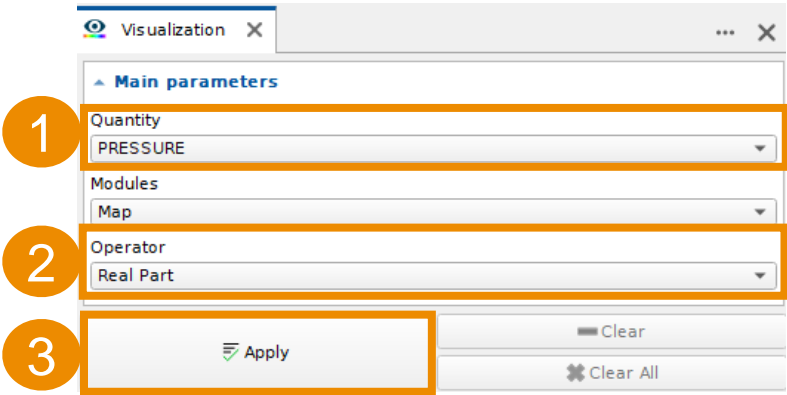 Visualization
Main parameters
1
Quantity
PRESSURE
Modules
Map
2
Operator
Real Part
3
Apply
Clear
Clear All